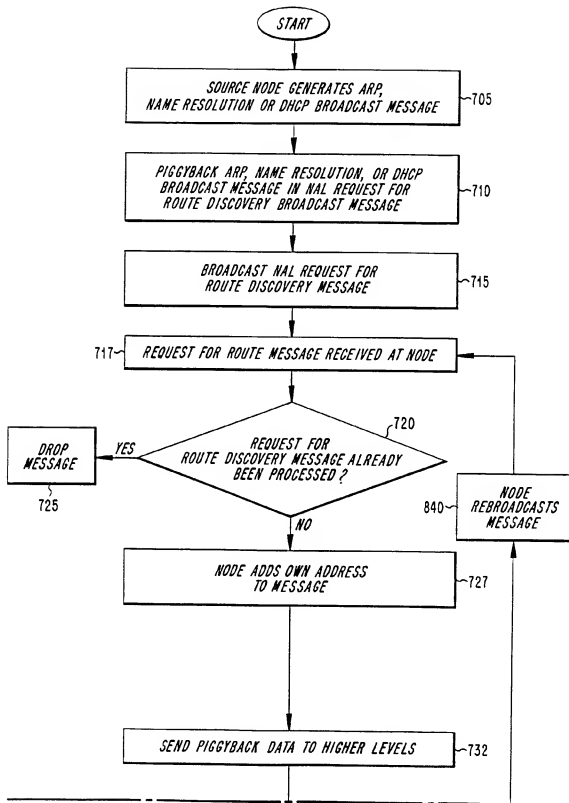 START
SOURCE NODE GENERATES ARP,
NAME RESOLUTION OR DHCP BROADCAST MESSAGE
705
PIGGYBACK ARP, NAME RESOLUTION, OR DHCP
BROADCAST MESSAGE IN NAL REQUEST FOR
ROUTE DISCOVERY BROADCAST MESSAGE
710
BROADCAST NAL REQUEST FOR
ROUTE DISCOVERY MESSAGE
715
717
REQUEST FOR ROUTE MESSAGE RECEIVED AT NODE
720
REQUEST FOR
ROUTE DISCOVERY MESSAGE ALREADY
BEEN PROCESSED ?
YES
DROP
MESSAGE
725
NO
840
NODE
REBROADCASTS
MESSAGE
NODE ADDS OWN ADDRESS
TO MESSAGE
727
SEND PIGGYBACK DATA TO HIGHER LEVELS
732